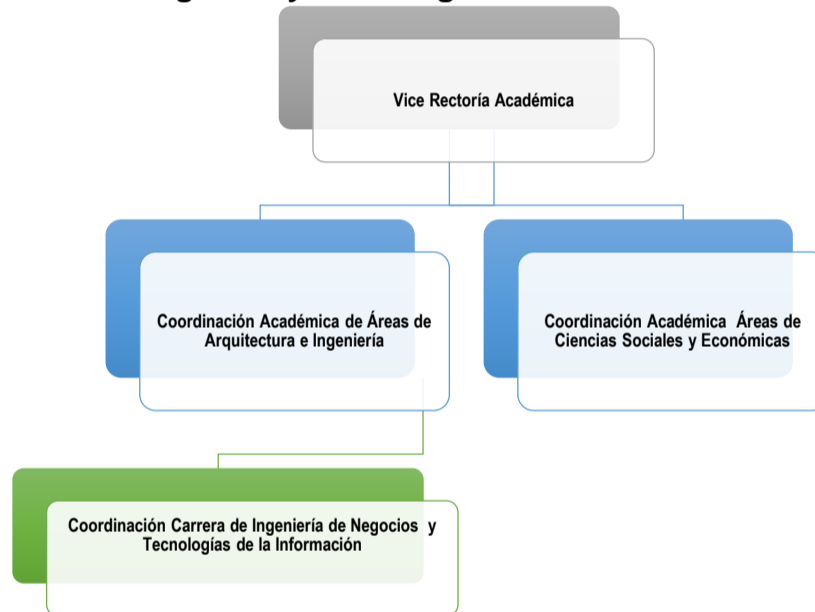 Vice Rectoría Académica
Coordinación Académica de Áreas de
Arquitectura e Ingeniería
Coordinación Académica Áreas de
Ciencias Sociales y Económicas
Coordinación Carrera de Ingeniería de Negocios y
Tecnologías de la Información